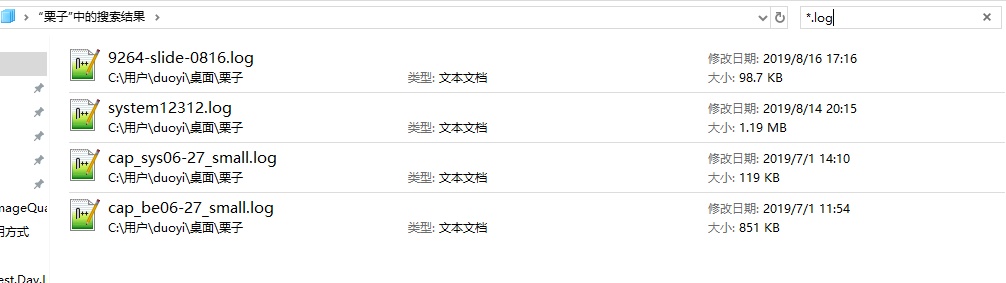 “栗子”中的搜索结果
*.log
9264-slide-0816.log
修改日期: 2019/8/16 17:16
C:\用户\duoyi\桌面\栗子
类型: 文本文档
大小: 98.7 KB
system12312.log
修改日期: 2019/8/14 20:15
C:\用户\duoyi\桌面\栗子
类型: 文本文档
大小: 1.19 MB
cap_sys06-27_small.log
修改日期: 2019/7/1 14:10
C:\用户\duoyi\桌面\栗子
类型: 文本文档
大小: 119 KB
cap_be06-27_small.log
修改日期: 2019/7/1 11:54
C:\用户\duoyi\桌面\栗子
类型: 文本文档
大小: 851 KB
mageQua
用方式
est.Day.I